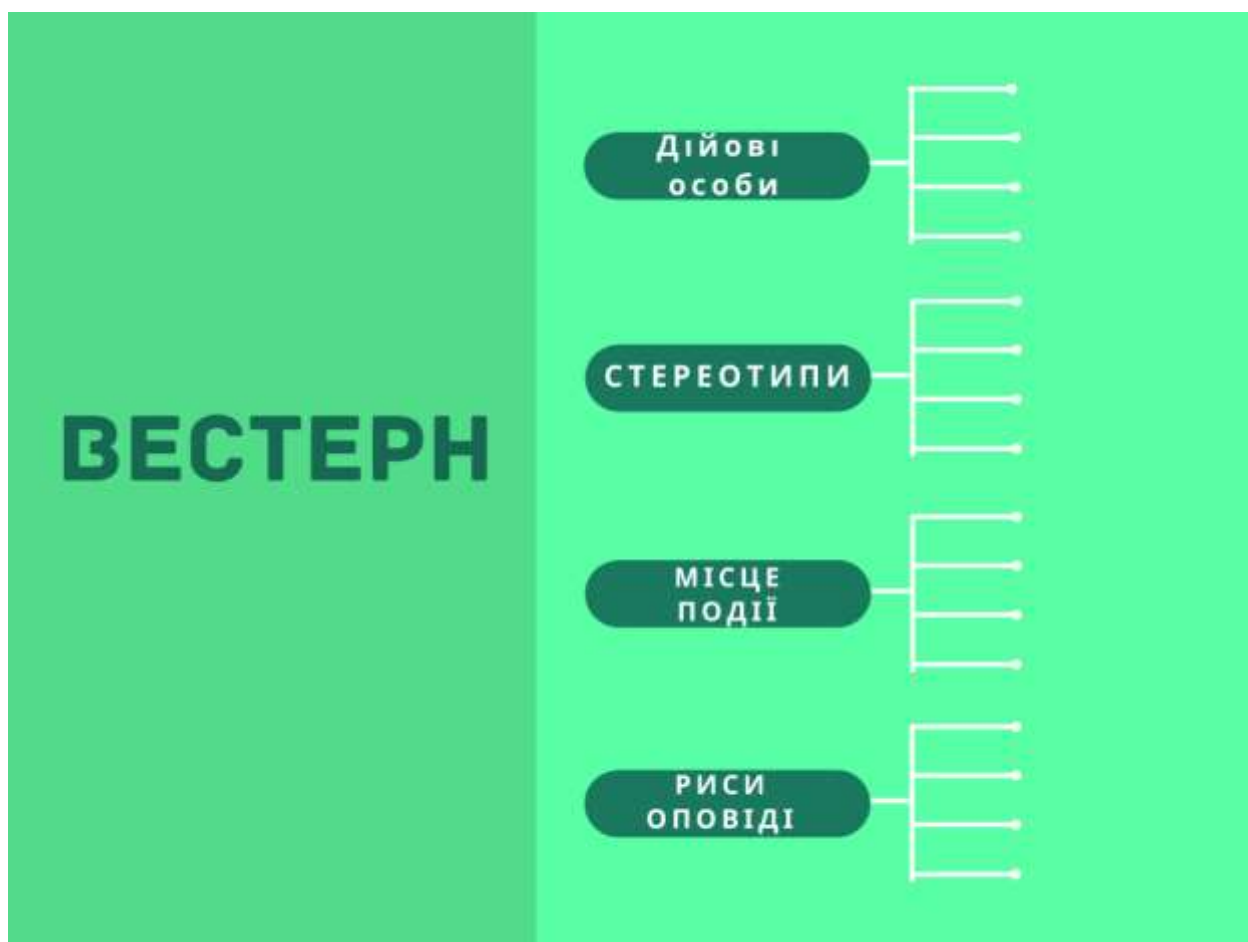 ВЕСТЕРН
Дійові
особи
СТЕРЕОТИПИ
МІСЦЕ
ПОДІЇ
РИСИ
ОПОВІДІ